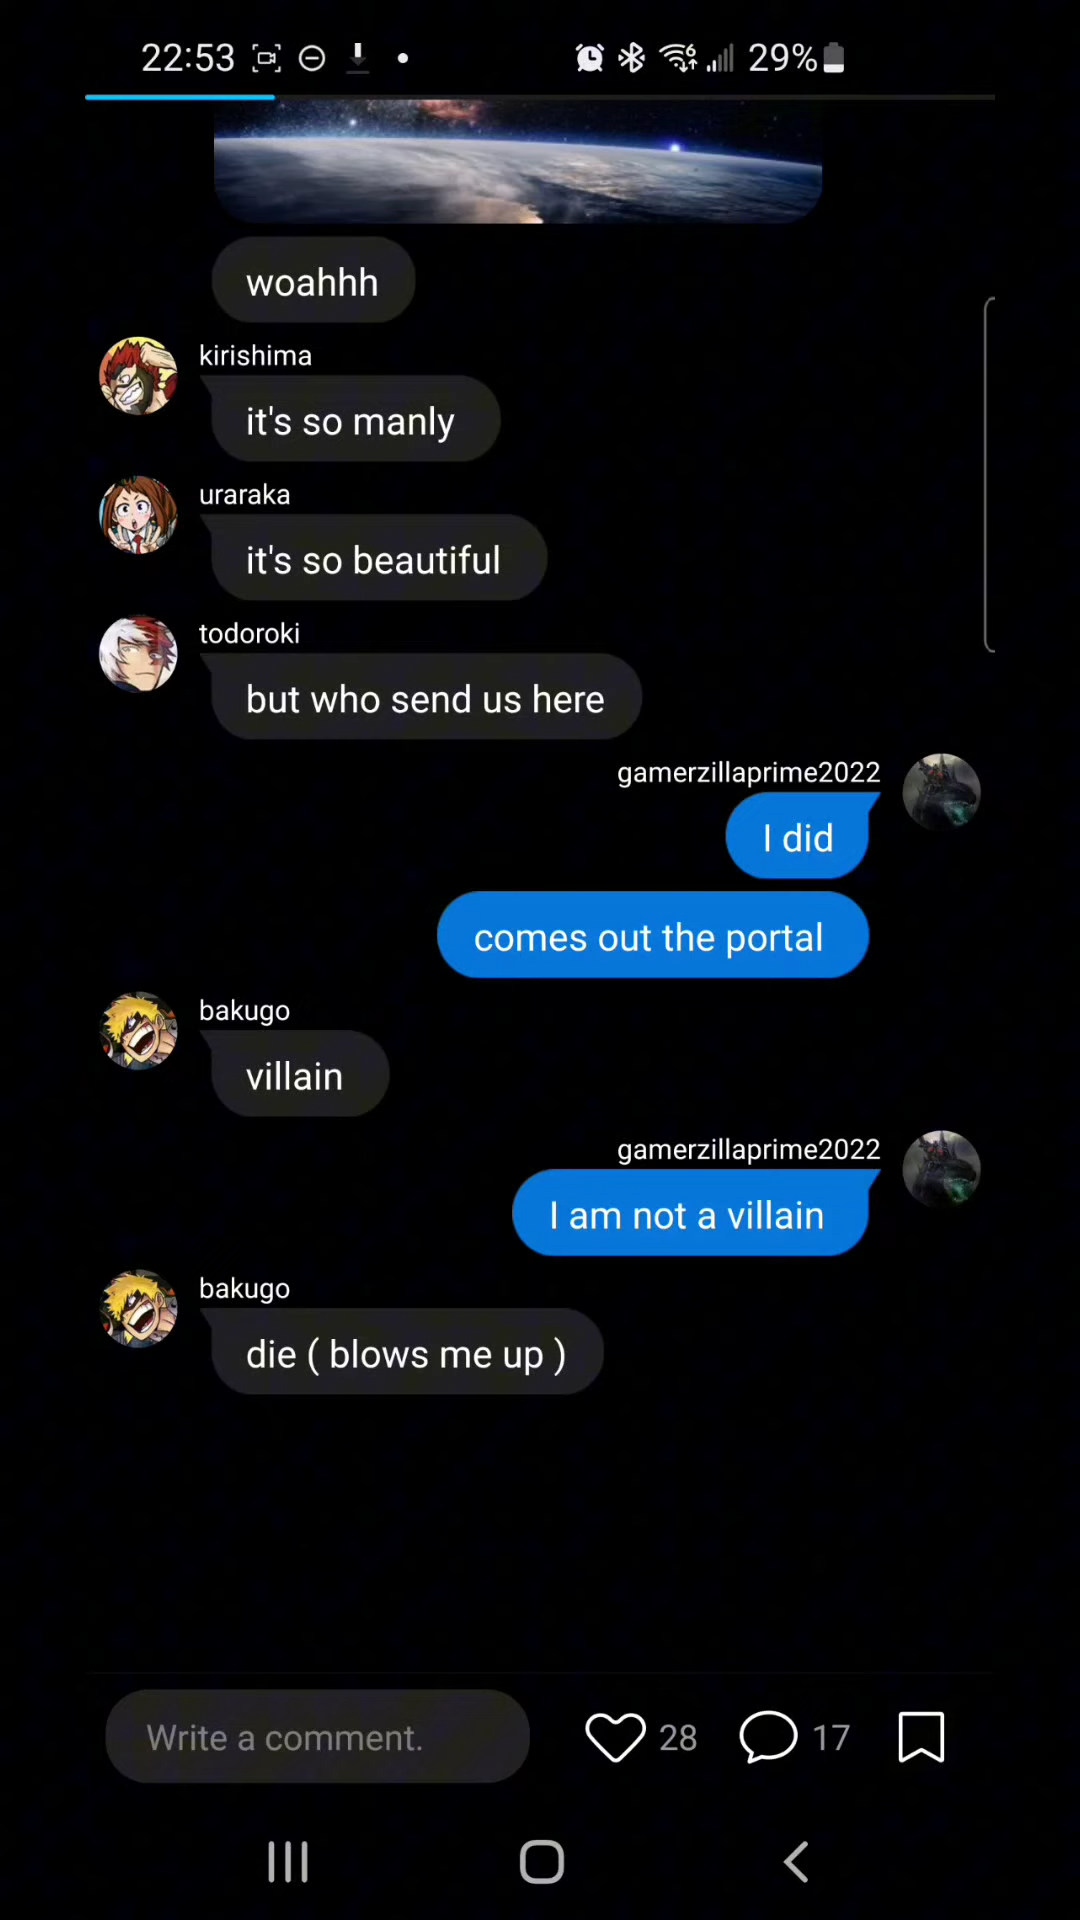 22:53
29%
woahhh
kirishima
it's so manly
uraraka
it's so beautiful
todoroki
but who send us here
gamerzillaprime2022
I did
comes out the portal
bakugo
villain
gamerzillaprime2022
I am not a villain
bakugo
die ( blows me up )
Write a comment.
28
17